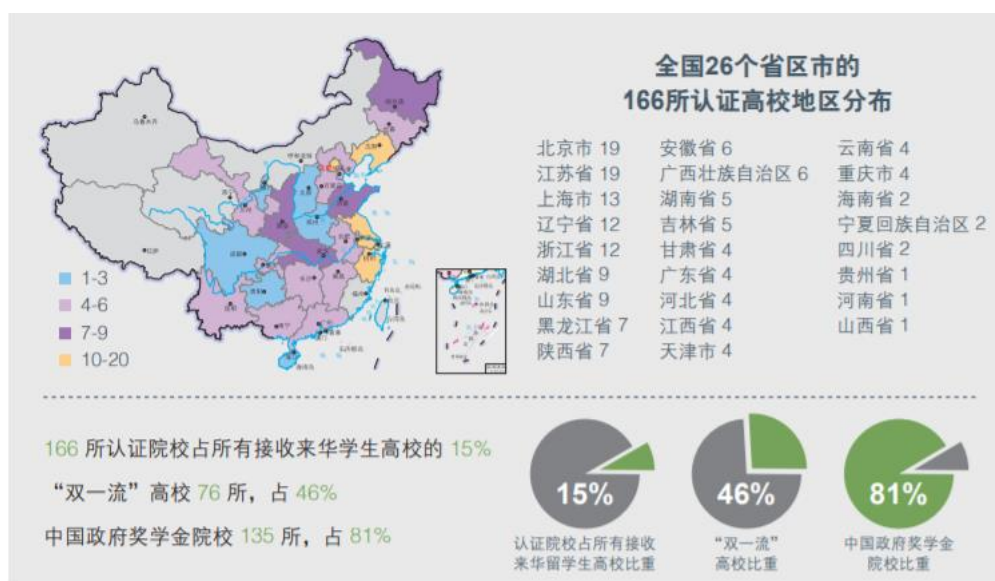 全国26个省区市的
166所认证高校地区分布
北京市 19
江苏省 19
上海市 13
辽宁省 12
浙江省 12
湖北省 9
山东省 9
黑龙江省 7
陕西省 7
安徽省 6
广西壮族自治区 6
湖南省 5
吉林省 5
甘肃省 4
广东省 4
河北省 4
江西省 4
天津市 4
云南省 4
重庆市 4
海南省 2
宁夏回族自治区 2
四川省 2
贵州省 1
河南省 1
山西省 1
1-3
4-6
7-9
10-20
166 所认证院校占所有接收来华学生高校的 15%
“双一流”高校 76 所，占 46%
中国政府奖学金院校 135 所，占 81%
15%
认证院校占所有接收
来华留学生高校比重
46%
“双一流”
高校比重
81%
中国政府奖学金
院校比重